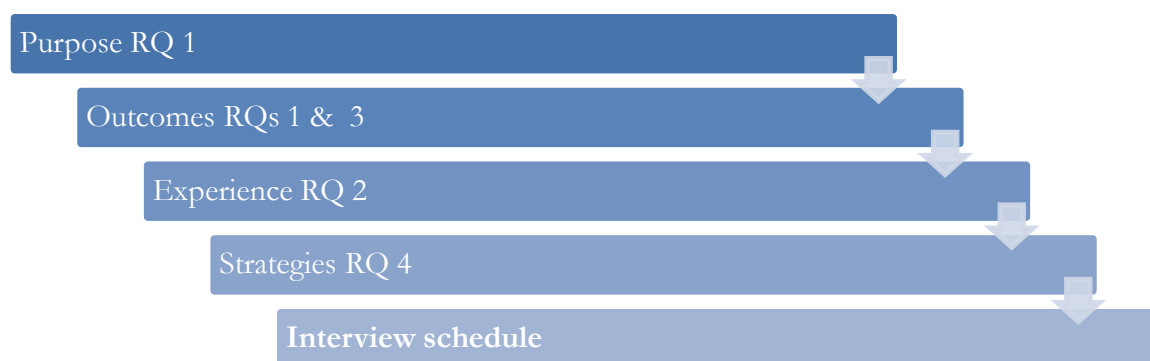 Purpose RQ 1
Outcomes RQs 1 & 3
Experience RQ 2
Strategies RQ 4
Interview schedule